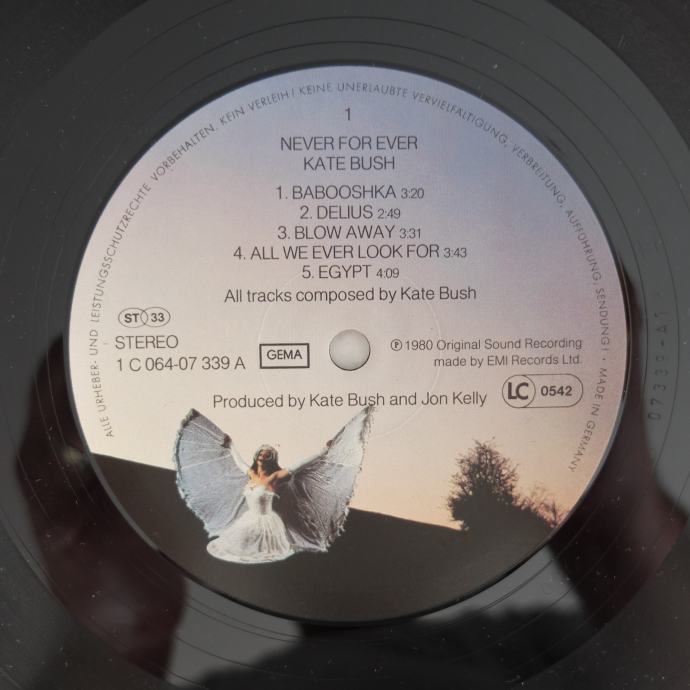 ALLE URHEBER- UND LEISTUNGSSCHUTZRECHTE VORBEHALTEN. KEIN VERLEIH! KEINE UNERLAUBTE VERVIELFÄLTIGUNG, VERBREITUNG, AUFFÜHRUNG, SENDUNG! · MADE IN GERMANY
1
NEVER FOR EVER
KATE BUSH
1. BABOOSHKA 3:20
2. DELIUS 2:49
3. BLOW AWAY 3:31
4. ALL WE EVER LOOK FOR 3:43
5. EGYPT 4:09
All tracks composed by Kate Bush
ST 33
STEREO
1 C 064-07 339 A
GEMA
℗ 1980 Original Sound Recording
made by EMI Records Ltd.
LC 0542
Produced by Kate Bush and Jon Kelly
07339-A1